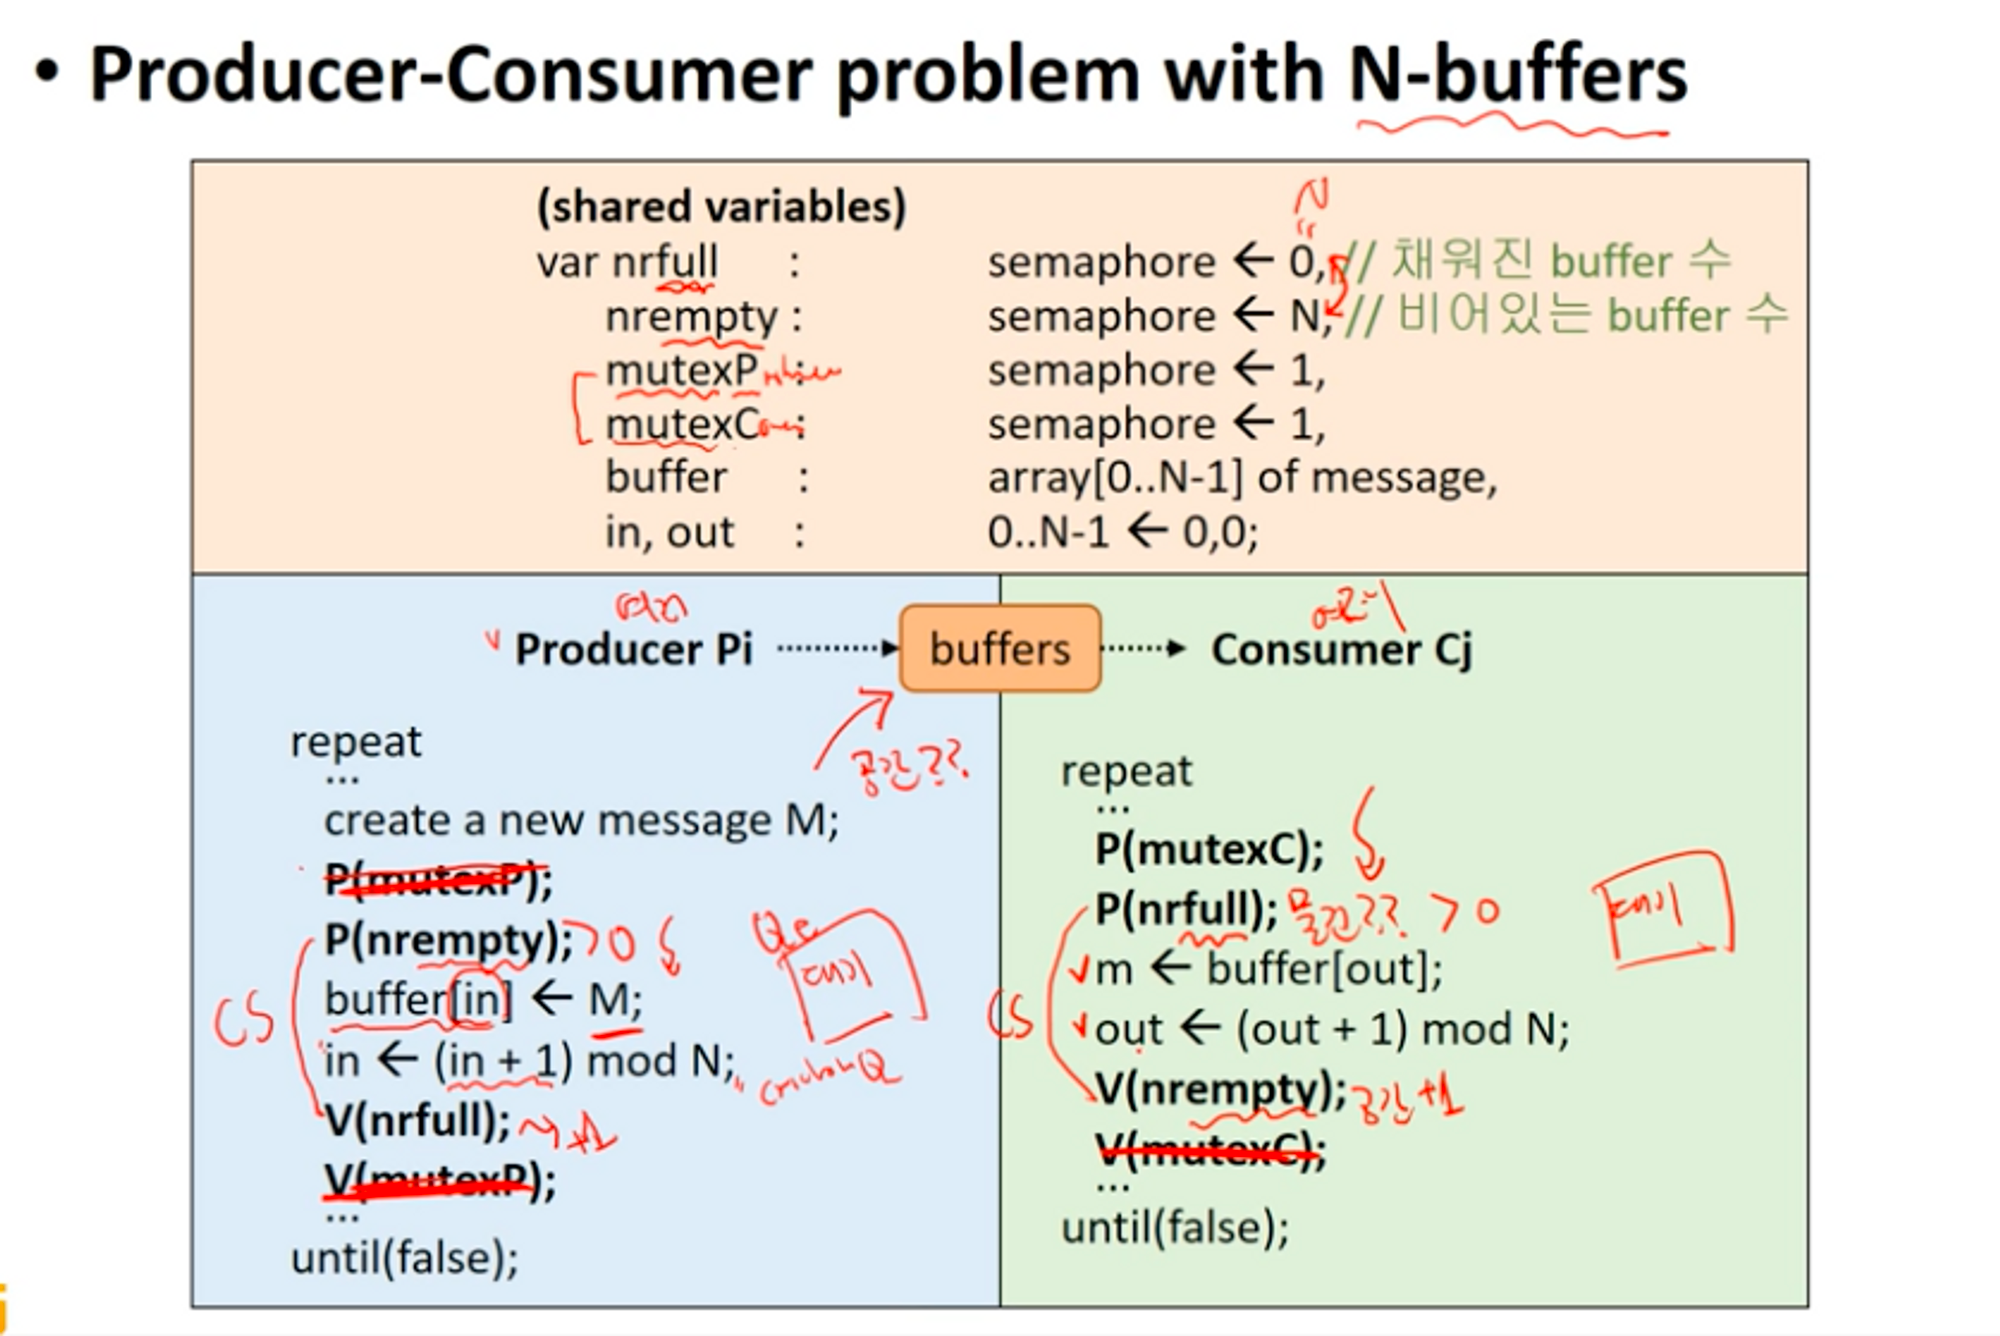 • Producer-Consumer problem with N-buffers
(shared variables)
N
var nrfull : semaphore ← 0, // 채워진 buffer 수
nrempty : semaphore ← N, // 비어있는 buffer 수
mutexP : semaphore ← 1,
mutexC : semaphore ← 1,
buffer : array[0..N-1] of message,
in, out : 0..N-1 ← 0,0;
Producer Pi
buffers
Consumer Cj
공간??
repeat
...
create a new message M;
P(mutexP);
P(nrempty); >0
buffer[in] ← M;
in ← (in + 1) mod N;
V(nrfull); +1
V(mutexP);
...
until(false);
CS
대기
repeat
...
P(mutexC);
P(nrfull); 물건?? >0
m ← buffer[out];
out ← (out + 1) mod N;
V(nrempty); 공간+1
V(mutexC);
...
until(false);
CS
대기